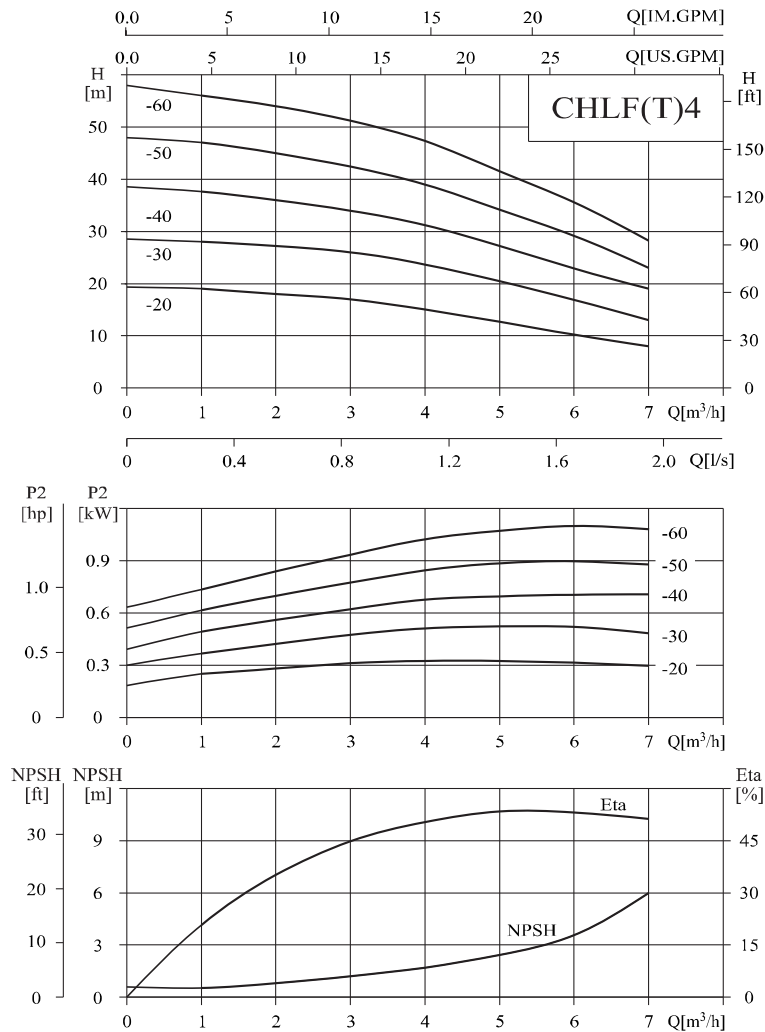 0.0 5 10 15 20 Q[IM.GPM]
0.0 5 10 15 20 25 Q[US.GPM]
H
[m]
H
[ft]
CHLF(T)4
-60
-50
-40
-30
-20
50
40
30
20
10
0
150
120
90
60
30
0
0 1 2 3 4 5 6 7 Q[m³/h]
0 0.4 0.8 1.2 1.6 2.0 Q[l/s]
P2
[hp]
P2
[kW]
1.0
0.5
0
0.9
0.6
0.3
0
-60
-50
-40
-30
-20
0 1 2 3 4 5 6 7 Q[m³/h]
NPSH
[ft]
NPSH
[m]
Eta
[%]
30
20
10
0
9
6
3
0
Eta
NPSH
45
30
15
0
0 1 2 3 4 5 6 7 Q[m³/h]